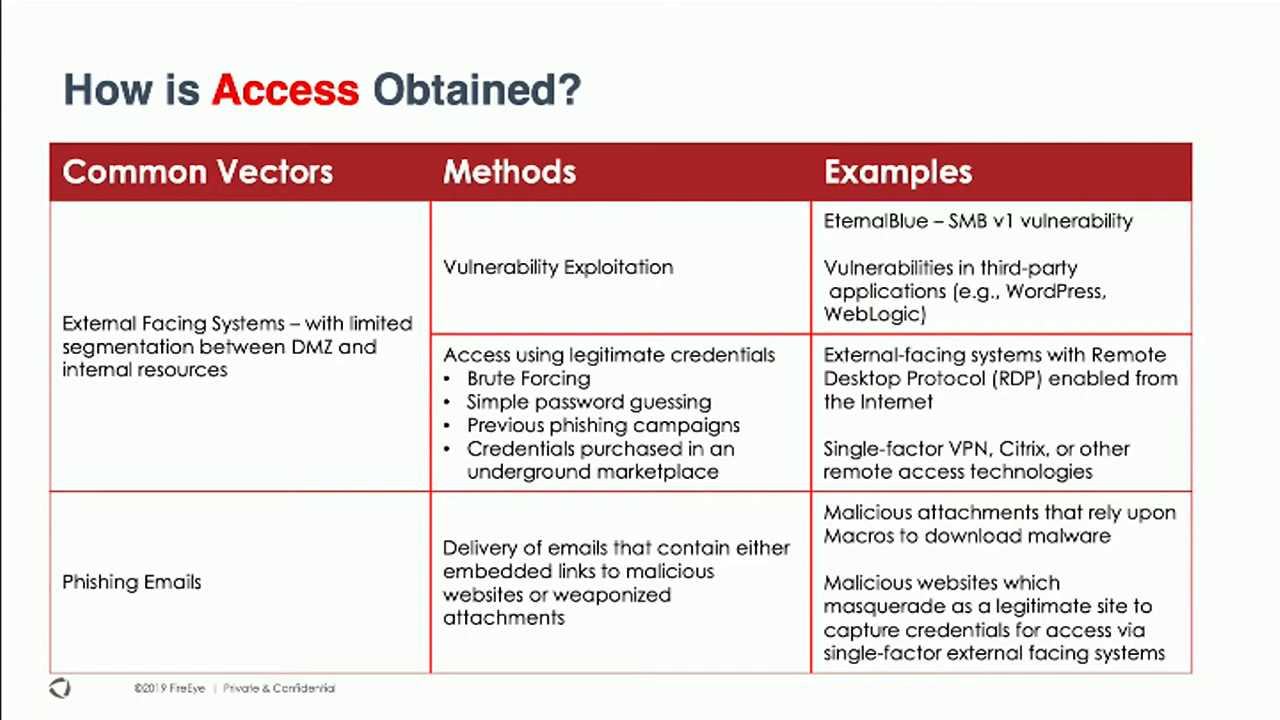 How is Access Obtained?
Common Vectors
Methods
Examples
External Facing Systems – with limited
segmentation between DMZ and
internal resources
Vulnerability Exploitation
EternalBlue – SMB v1 vulnerability
Vulnerabilities in third-party
applications (e.g., WordPress,
WebLogic)
Access using legitimate credentials
• Brute Forcing
• Simple password guessing
• Previous phishing campaigns
• Credentials purchased in an
underground marketplace
External-facing systems with Remote
Desktop Protocol (RDP) enabled from
the Internet
Single-factor VPN, Citrix, or other
remote access technologies
Phishing Emails
Delivery of emails that contain either
embedded links to malicious
websites or weaponized
attachments
Malicious attachments that rely upon
Macros to download malware
Malicious websites which
masquerade as a legitimate site to
capture credentials for access via
single-factor external facing systems
©2019 FireEye | Private & Confidential